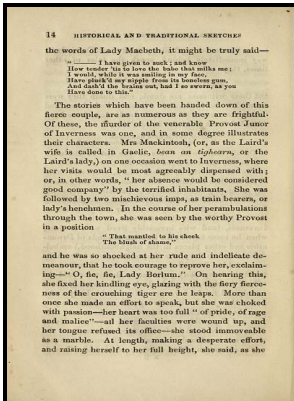 14 HISTORICAL AND TRADITIONAL SKETCHES
the words of Lady Macbeth, it might be truly said—
"—— I have given to suck; and know
How tender 'tis to love the babe that milks me;
I would, while it was smiling in my face,
Have pluck'd my nipple from its boneless gum,
And dash'd the brains out, had I so sworn, as you
Have done to this."
The stories which have been handed down of this
fierce couple, are as numerous as they are frightful.
Of these, the murder of the venerable Provost Junor
of Inverness was one, and in some degree illustrates
their characters. Mrs Mackintosh, (or, as the Laird's
wife is called in Gaelic, bean an tighearn, or the
Laird's lady,) on one occasion went to Inverness, where
her visits would be most agreeably dispensed with;
or, in other words, "her absence would be considered
good company" by the terrified inhabitants. She was
followed by two mischievous imps, as train bearers, or
lady's henchmen. In the course of her perambulations
through the town, she was seen by the worthy Provost
in a position
"That mantled to his cheek
The blush of shame,"
and he was so shocked at her rude and indelicate de-
meanour, that he took courage to reprove her, exclaim-
ing—"O, fie, fie, Lady Borlum." On hearing this,
she fixed her kindling eye, glaring with the fiery fierce-
ness of the crouching tiger ere he leaps. More than
once she made an effort to speak, but she was choked
with passion—her heart was too full "of pride, of rage
and malice"—all her faculties were wound up, and
her tongue refused its office—she stood immoveable
as a marble. At length, making a desperate effort,
and raising herself to her full height, she said, as she